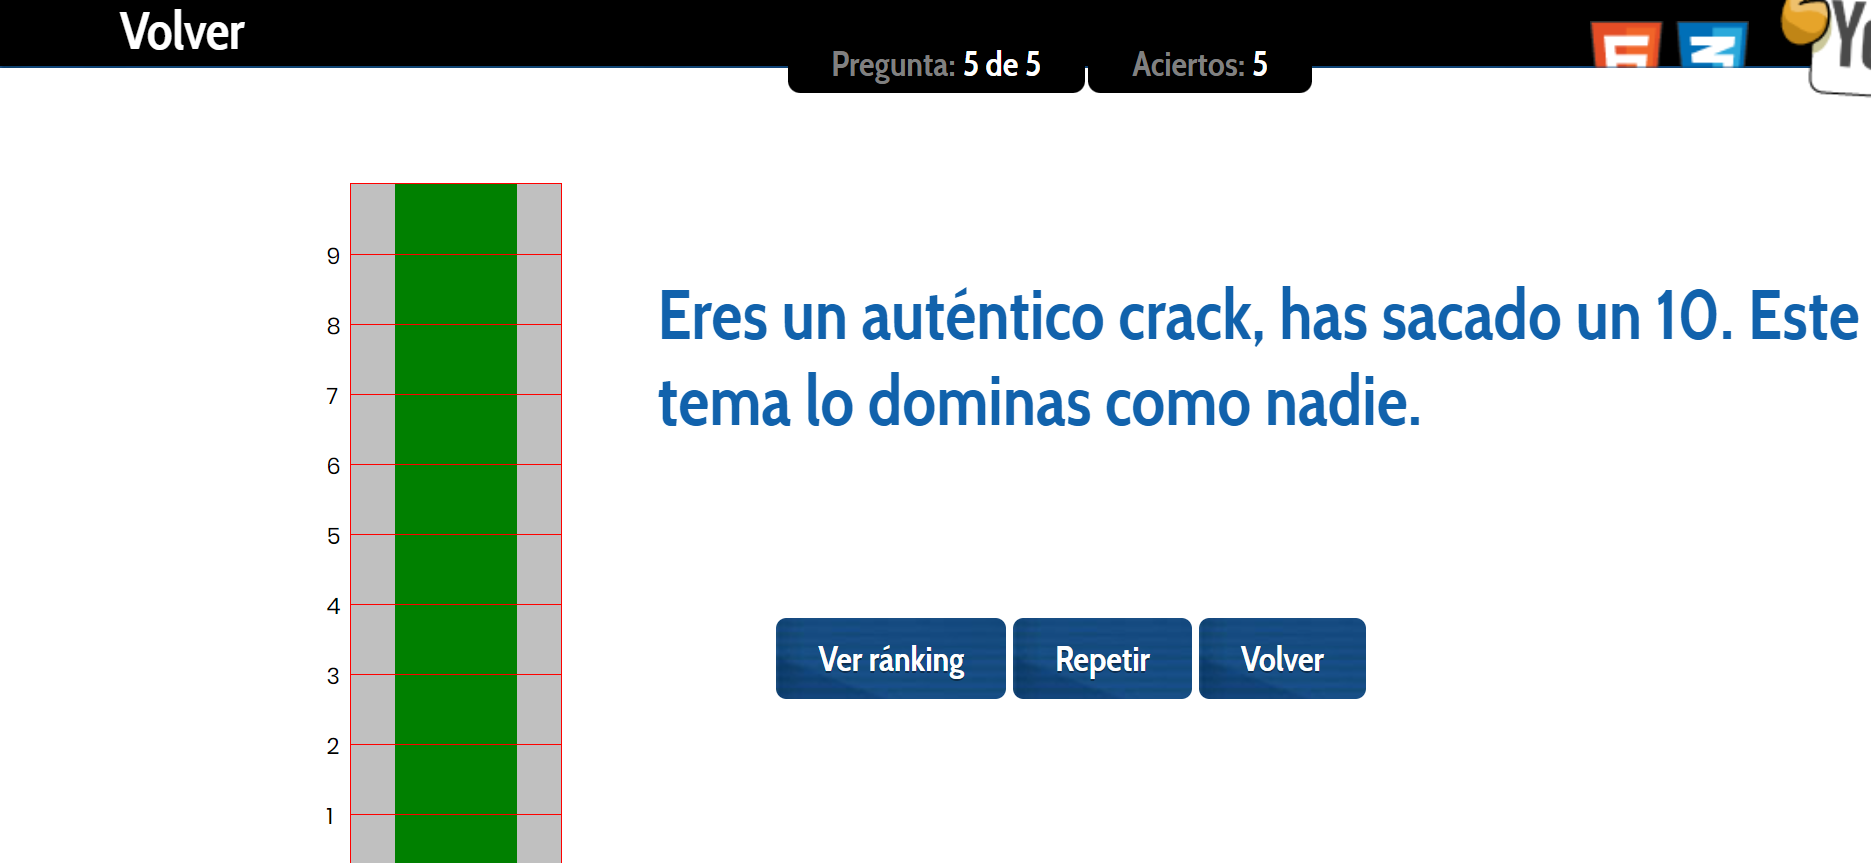 Volver
Pregunta: 5 de 5
Aciertos: 5
9
8
7
6
5
4
3
2
1
Eres un auténtico crack, has sacado un 10. Este
tema lo dominas como nadie.
Ver ránking
Repetir
Volver